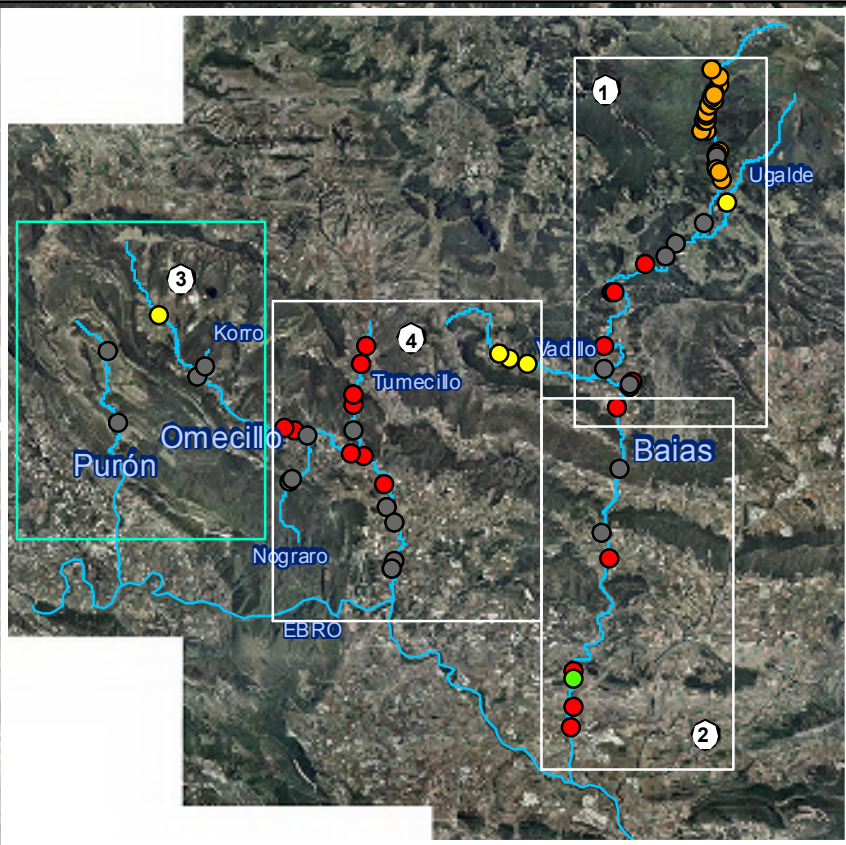 1
Ugalde
3
Korro
4
Vadillo
Tumecillo
Omecillo
Baias
Purón
Nograro
EBRO
2